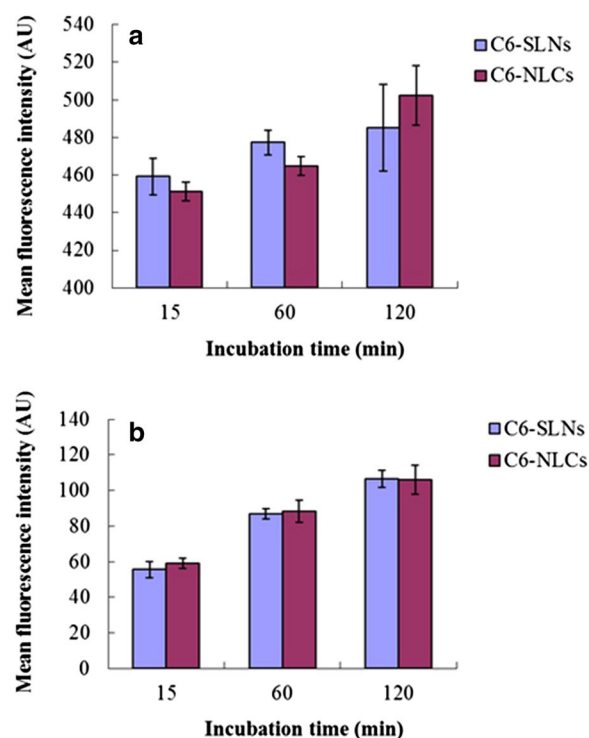 a
Mean fluorescence intensity (AU)
540
520
500
480
460
440
420
400
15 60 120
Incubation time (min)
C6-SLNs
C6-NLCs
b
Mean fluorescence intensity (AU)
140
120
100
80
60
40
20
0
15 60 120
Incubation time (min)
C6-SLNs
C6-NLCs